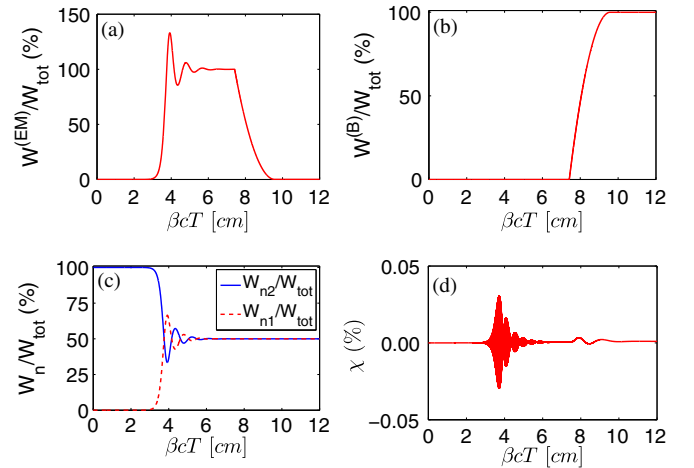 150
(a)
100
50
0
W^(EM)/W_tot (%)
0 2 4 6 8 10 12
βcT [cm]
100
(b)
50
0
W^(B)/W_tot (%)
0 2 4 6 8 10 12
βcT [cm]
100
(c)
W_n2/W_tot
W_n1/W_tot
75
50
25
0
W_n/W_tot (%)
0 2 4 6 8 10 12
βcT [cm]
0.05
(d)
0.00
−0.05
χ (%)
0 2 4 6 8 10 12
βcT [cm]